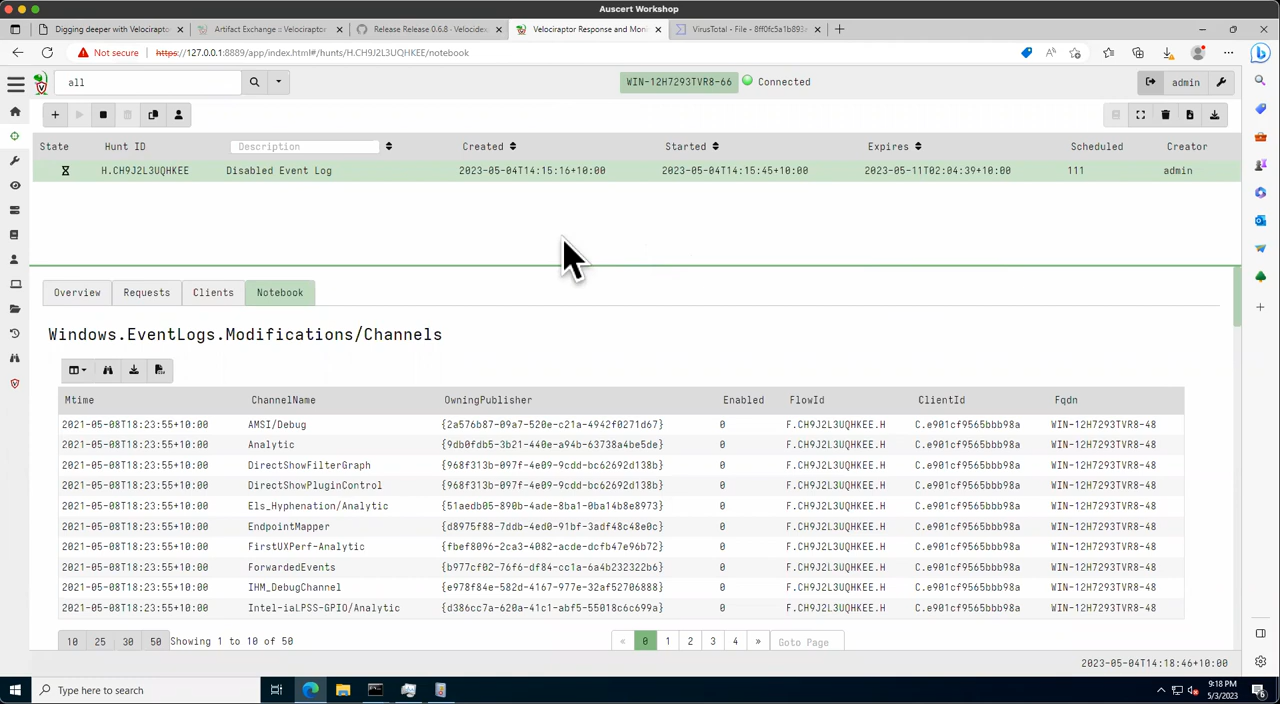 Auscert Workshop
Digging deeper with Velociraptor
Artifact Exchange :: Velociraptor
Release Release 0.6.8 - Velocidex
Velociraptor Response and Moni
VirusTotal - File - 8ff0fc5a1b893
Not secure
https://127.0.0.1:8889/app/index.html#/hunts/H.CH9J2L3UQHKEE/notebook
all
WIN-12H7293TVR8-66
Connected
admin
State Hunt ID Description Created Started Expires Scheduled Creator
H.CH9J2L3UQHKEE Disabled Event Log 2023-05-04T14:15:16+10:00 2023-05-04T14:15:45+10:00 2023-05-11T02:04:39+10:00 111 admin
Overview Requests Clients Notebook
Windows.EventLogs.Modifications/Channels
Mtime ChannelName OwningPublisher Enabled FlowId ClientId Fqdn
2021-05-08T18:23:55+10:00 AMSI/Debug {2a576b87-09a7-520e-c21a-4942f0271d67} 0 F.CH9J2L3UQHKEE.H C.e901cf9565bbb98a WIN-12H7293TVR8-48
2021-05-08T18:23:55+10:00 Analytic {9db0fdb5-3b21-440e-a94b-63738a4be5de} 0 F.CH9J2L3UQHKEE.H C.e901cf9565bbb98a WIN-12H7293TVR8-48
2021-05-08T18:23:55+10:00 DirectShowFilterGraph {968f313b-097f-4e09-9cdd-bc62692d138b} 0 F.CH9J2L3UQHKEE.H C.e901cf9565bbb98a WIN-12H7293TVR8-48
2021-05-08T18:23:55+10:00 DirectShowPluginControl {968f313b-097f-4e09-9cdd-bc62692d138b} 0 F.CH9J2L3UQHKEE.H C.e901cf9565bbb98a WIN-12H7293TVR8-48
2021-05-08T18:23:55+10:00 Els_Hyphenation/Analytic {51aedb05-890b-4ade-8ba1-0ba14b8e8973} 0 F.CH9J2L3UQHKEE.H C.e901cf9565bbb98a WIN-12H7293TVR8-48
2021-05-08T18:23:55+10:00 EndpointMapper {d8975f88-7ddb-4ed0-91bf-3adf48c48e0c} 0 F.CH9J2L3UQHKEE.H C.e901cf9565bbb98a WIN-12H7293TVR8-48
2021-05-08T18:23:55+10:00 FirstUXPerf-Analytic {fbef8096-2ca3-4082-acde-dcfb47e96b72} 0 F.CH9J2L3UQHKEE.H C.e901cf9565bbb98a WIN-12H7293TVR8-48
2021-05-08T18:23:55+10:00 ForwardedEvents {b977cf02-76f6-df84-cc1a-6a4b232322b6} 0 F.CH9J2L3UQHKEE.H C.e901cf9565bbb98a WIN-12H7293TVR8-48
2021-05-08T18:23:55+10:00 IHM_DebugChannel {e978f84e-582d-4167-977e-32af52706888} 0 F.CH9J2L3UQHKEE.H C.e901cf9565bbb98a WIN-12H7293TVR8-48
2021-05-08T18:23:55+10:00 Intel-iaLPSS-GPIO/Analytic {d386cc7a-620a-41c1-abf5-55018c6c699a} 0 F.CH9J2L3UQHKEE.H C.e901cf9565bbb98a WIN-12H7293TVR8-48
10 25 30 50 Showing 1 to 10 of 50 « 0 1 2 3 4 » Goto Page
2023-05-04T14:18:46+10:00
Type here to search
9:18 PM
5/3/2023
6